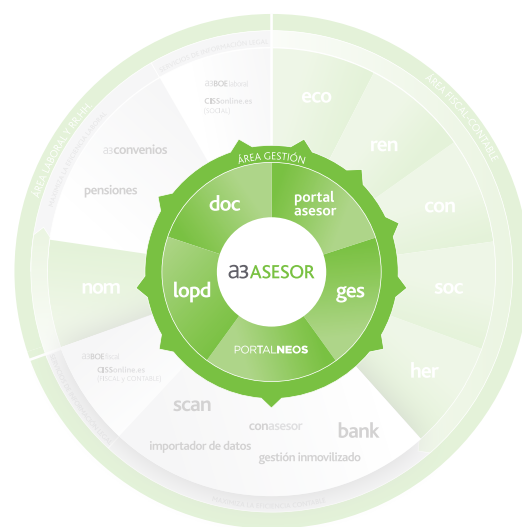 ÁREA GESTIÓN
doc
portal
asesor
a3ASESOR
lopd
ges
PORTALNEOS
ÁREA FISCAL CONTABLE
eco
ren
con
soc
her
ÁREA LABORAL Y RR.HH
a3BOElaboral
CISSonline.es
(SOCIAL)
a3convenios
pensiones
nom
a3BOEfiscal
CISSonline.es
(FISCAL y CONTABLE)
scan
conasesor
bank
importador de datos
gestión inmovilizado